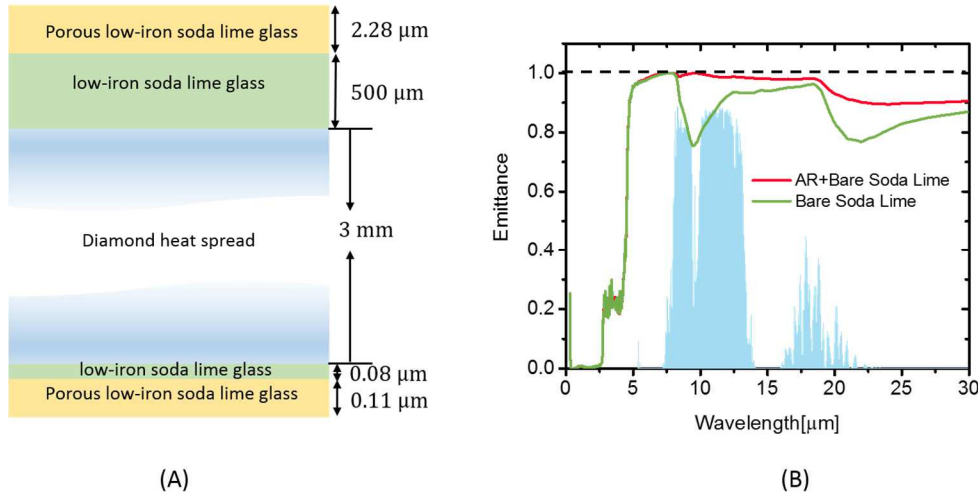 Porous low-iron soda lime glass
2.28 μm
low-iron soda lime glass
500 μm
Diamond heat spread
3 mm
low-iron soda lime glass
0.08 μm
Porous low-iron soda lime glass
0.11 μm
(A)
Emittance
1.0
0.8
0.6
0.4
0.2
0.0
AR+Bare Soda Lime
Bare Soda Lime
0 5 10 15 20 25 30
Wavelength[μm]
(B)